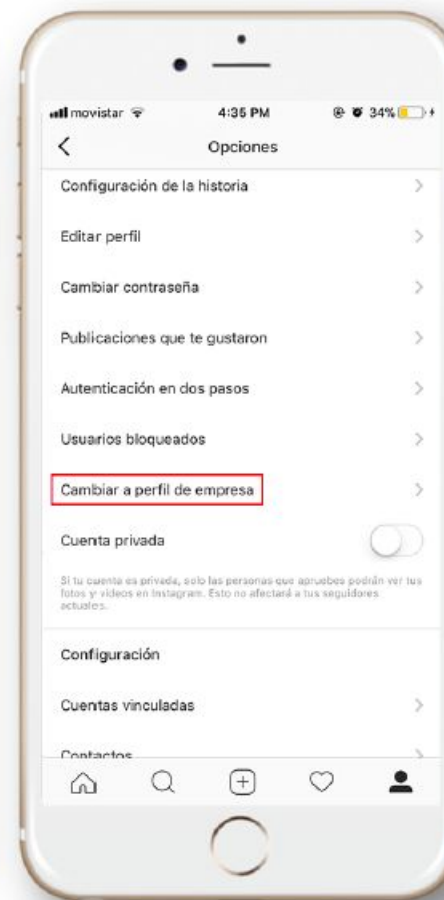 movistar 4:35 PM 34%
Opciones
Configuración de la historia
Editar perfil
Cambiar contraseña
Publicaciones que te gustaron
Autenticación en dos pasos
Usuarios bloqueados
Cambiar a perfil de empresa
Cuenta privada
Si tu cuenta es privada, solo las personas que apruebes podrán ver tus
fotos y videos en Instagram. Esto no afectará a tus seguidores
actuales.
Configuración
Cuentas vinculadas
Contactos